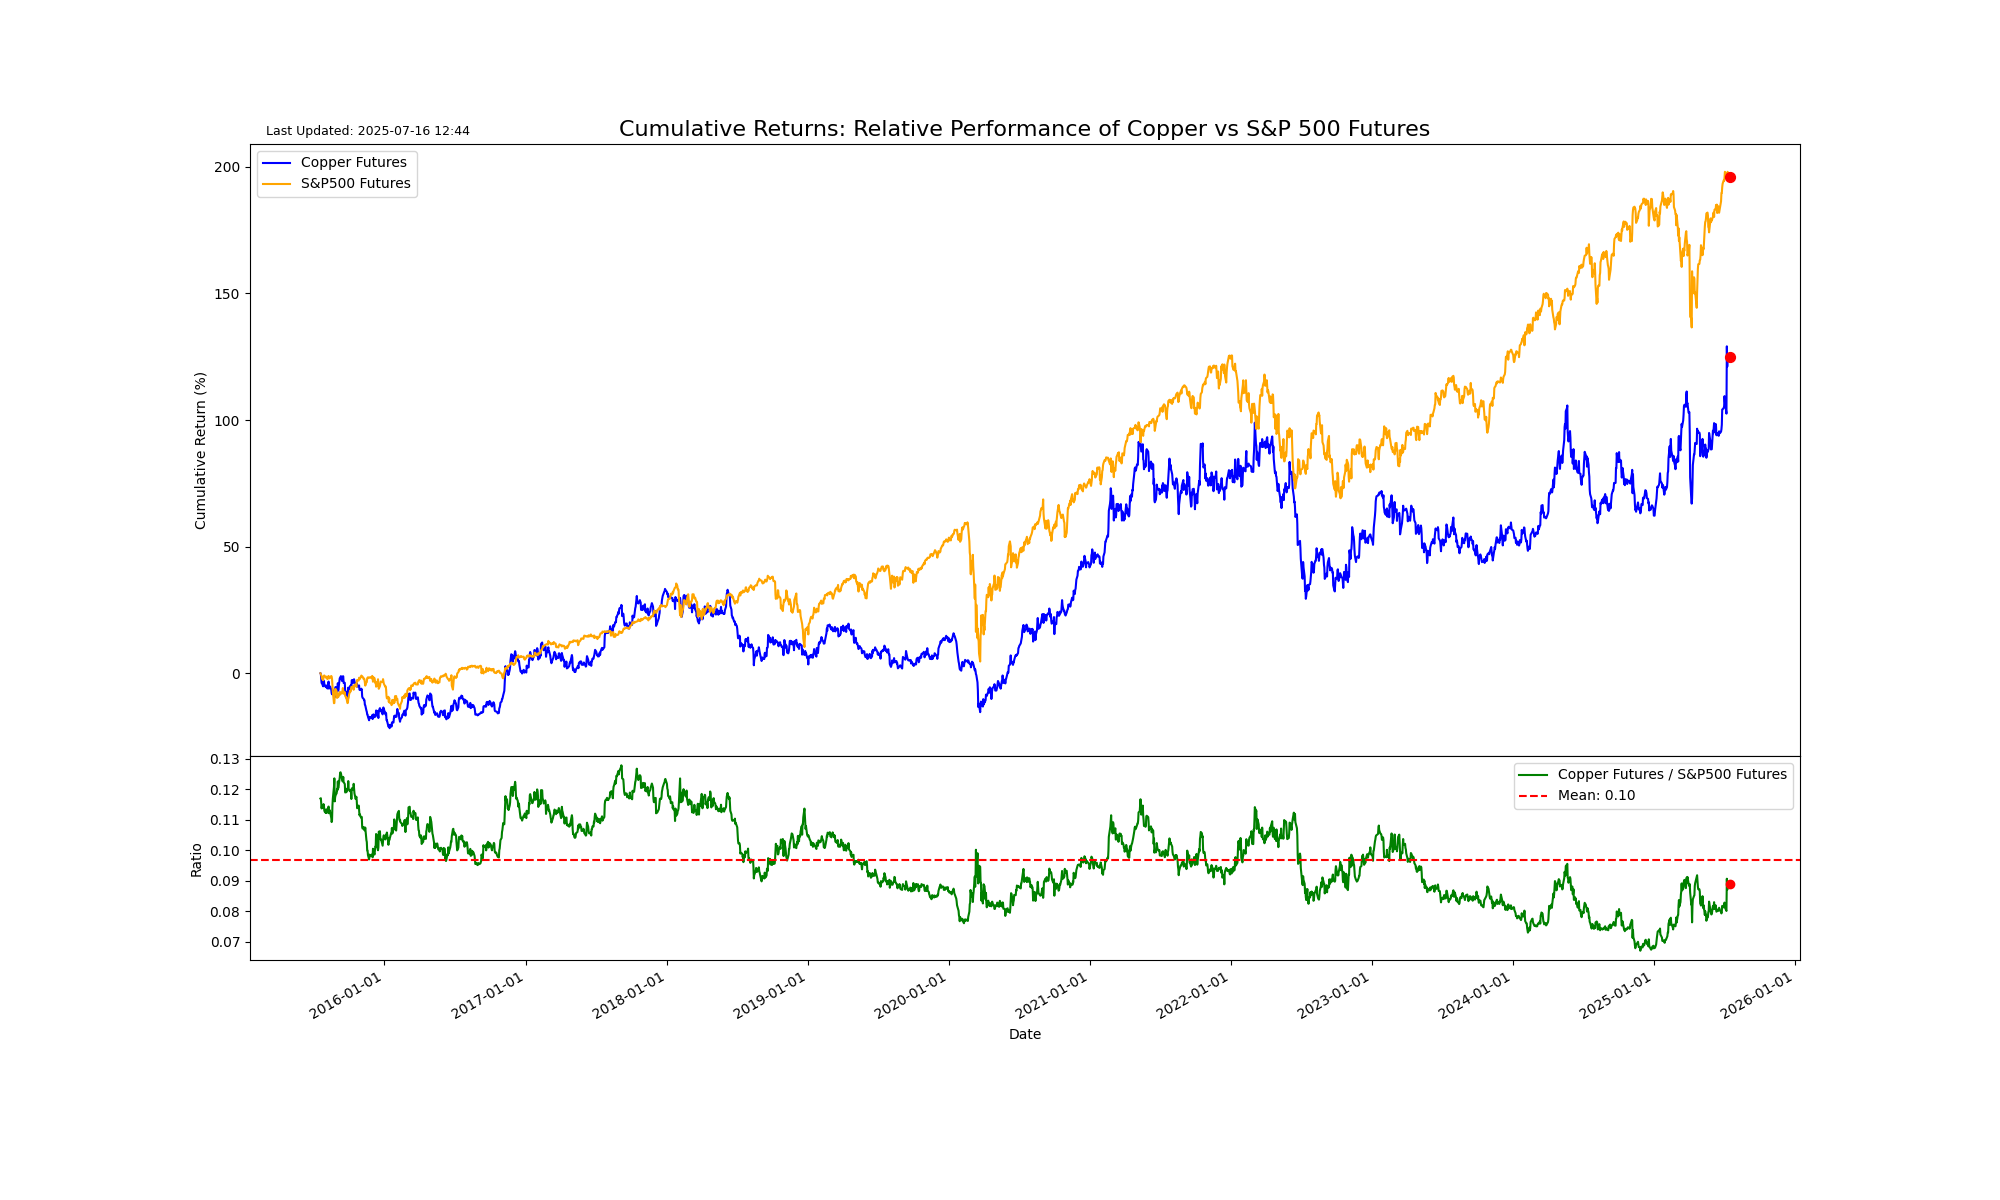 Last Updated: 2025-07-16 12:44
Cumulative Returns: Relative Performance of Copper vs S&P 500 Futures
Copper Futures
S&P500 Futures
Cumulative Return (%)
200
150
100
50
0
Copper Futures / S&P500 Futures
Mean: 0.10
Ratio
0.13
0.12
0.11
0.10
0.09
0.08
0.07
2016-01-01
2017-01-01
2018-01-01
2019-01-01
2020-01-01
2021-01-01
2022-01-01
2023-01-01
2024-01-01
2025-01-01
2026-01-01
Date